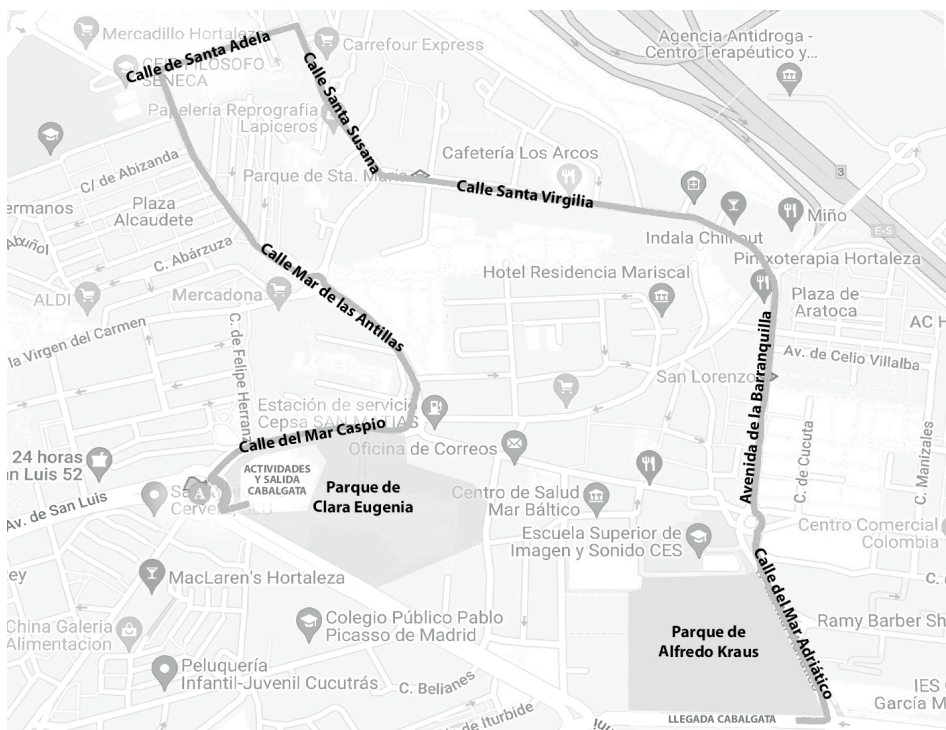 Mercadillo Hortaleza
Calle de Santa Adela
Carrefour Express
Agencia Antidroga -
Centro Terapéutico y...
FILOSOFO
SÉNECA
Calle Santa Susana
Papelería Reprografía
Lapiceros
3
C/ de Abizanda
Cafetería Los Arcos
Parque de Sta. María
Calle Santa Virgilia
ermanos
Plaza
Alcaudete
Miño
E-5
Indala Chill out
C. Abárzuza
Calle Mar de las Antillas
Hotel Residencia Mariscal
ALDI
Mercadona
Plaza de
Aratoca
AC H
la Virgen del Carmen
C. de Felipe Herranz
Avenida de la Barranquilla
Av. de Celio Villalba
San Lorenzo
Estación de servicio
Cepsa SAN MATIAS
Calle del Mar Caspio
Oficina de Correos
C. de Cucuta
C. Manizales
24 horas
n Luis 52
ACTIVIDADES
Y SALIDA
CABALGATA
Parque de
Clara Eugenia
A
Av. de San Luis
Centro de Salud
Mar Báltico
Escuela Superior de
Imagen y Sonido CES
Centro Comercial
Colombia
ey
MacLaren's Hortaleza
Calle del Mar Adriático
C.
China Galeria
Alimentacion
Colegio Público Pablo
Picasso de Madrid
Parque de
Alfredo Kraus
Ramy Barber Sh
Peluquería
Infantil-Juvenil Cucutrás
C. Belianes
de Iturbide
IES
García M
LLEGADA CABALGATA